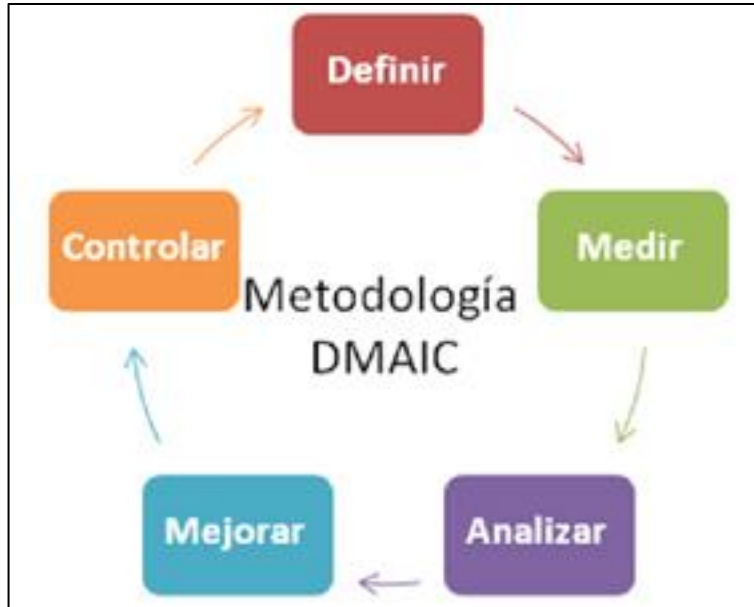 Definir
Medir
Analizar
Mejorar
Controlar
Metodología
DMAIC